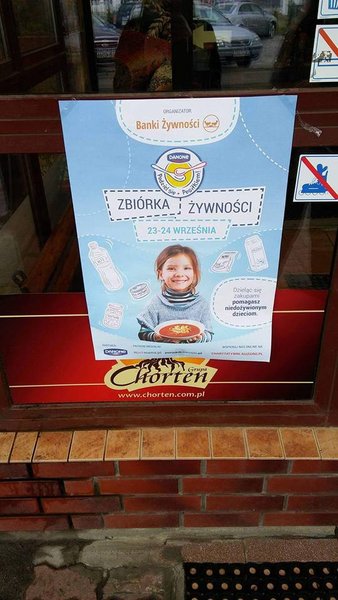 ORGANIZATOR
Banki Żywności
DANONE
Podziel się Posiłkiem!
ZBIÓRKA ŻYWNOŚCI
23-24 WRZEŚNIA
Dzieląc się
zakupami
pomagasz
niedożywionym
dzieciom.
DANONE
Grupa
Chorten
www.chorten.com.pl